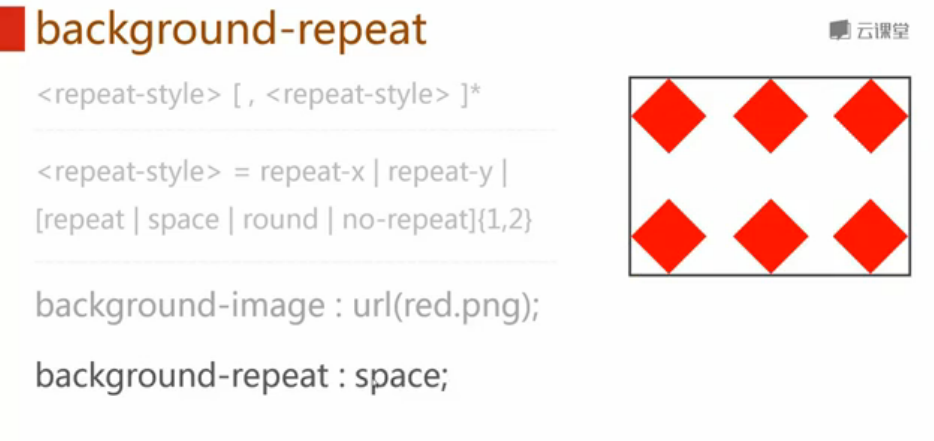 background-repeat
云课堂
<repeat-style> [ , <repeat-style> ]*
<repeat-style> = repeat-x | repeat-y |
[repeat | space | round | no-repeat]{1,2}
background-image : url(red.png);
background-repeat : space;